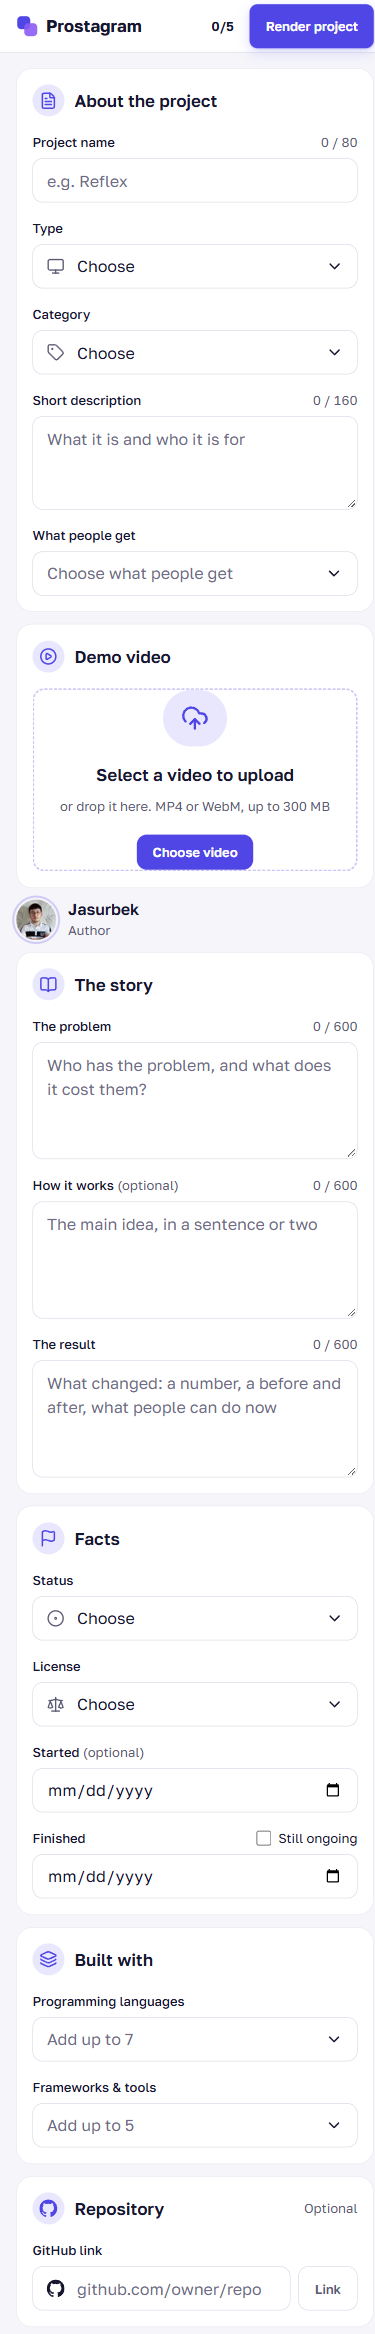 Prostagram
0/5
Render project
About the project
Project name
0 / 80
e.g. Reflex
Type
Choose
Category
Choose
Short description
0 / 160
What it is and who it is for
What people get
Choose what people get
Demo video
Select a video to upload
or drop it here. MP4 or WebM, up to 300 MB
Choose video
Jasurbek
Author
The story
The problem
0 / 600
Who has the problem, and what does
it cost them?
How it works (optional)
0 / 600
The main idea, in a sentence or two
The result
0 / 600
What changed: a number, a before and
after, what people can do now
Facts
Status
Choose
License
Choose
Started (optional)
mm/dd/yyyy
Finished
Still ongoing
mm/dd/yyyy
Built with
Programming languages
Add up to 7
Frameworks & tools
Add up to 5
Repository
Optional
GitHub link
github.com/owner/repo
Link